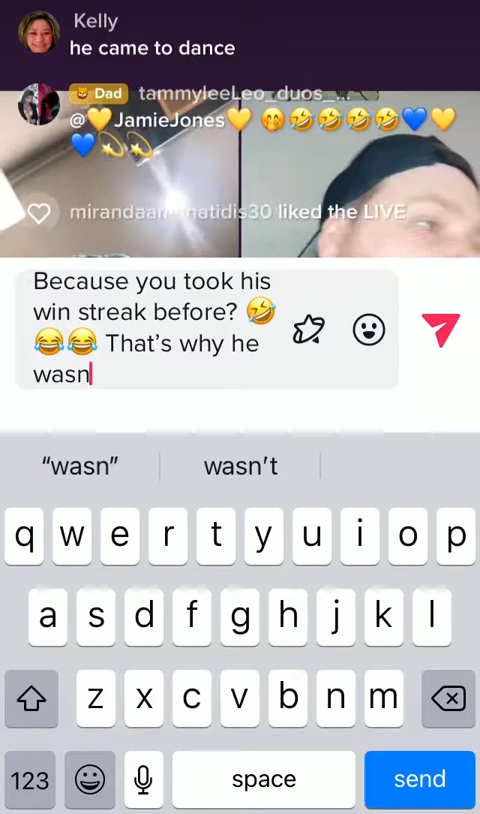 Kelly
he came to dance
Dad tammyleeLeo_duos_...
@💛JamieJones💛 🤭🤣🤣🤣🤣💙💛
💙💫💫
liked the LIVE
Because you took his
win streak before? 🤣
😂😂 That’s why he
wasn
“wasn” wasn’t
q w e r t y u i o p
a s d f g h j k l
z x c v b n m
123 space send